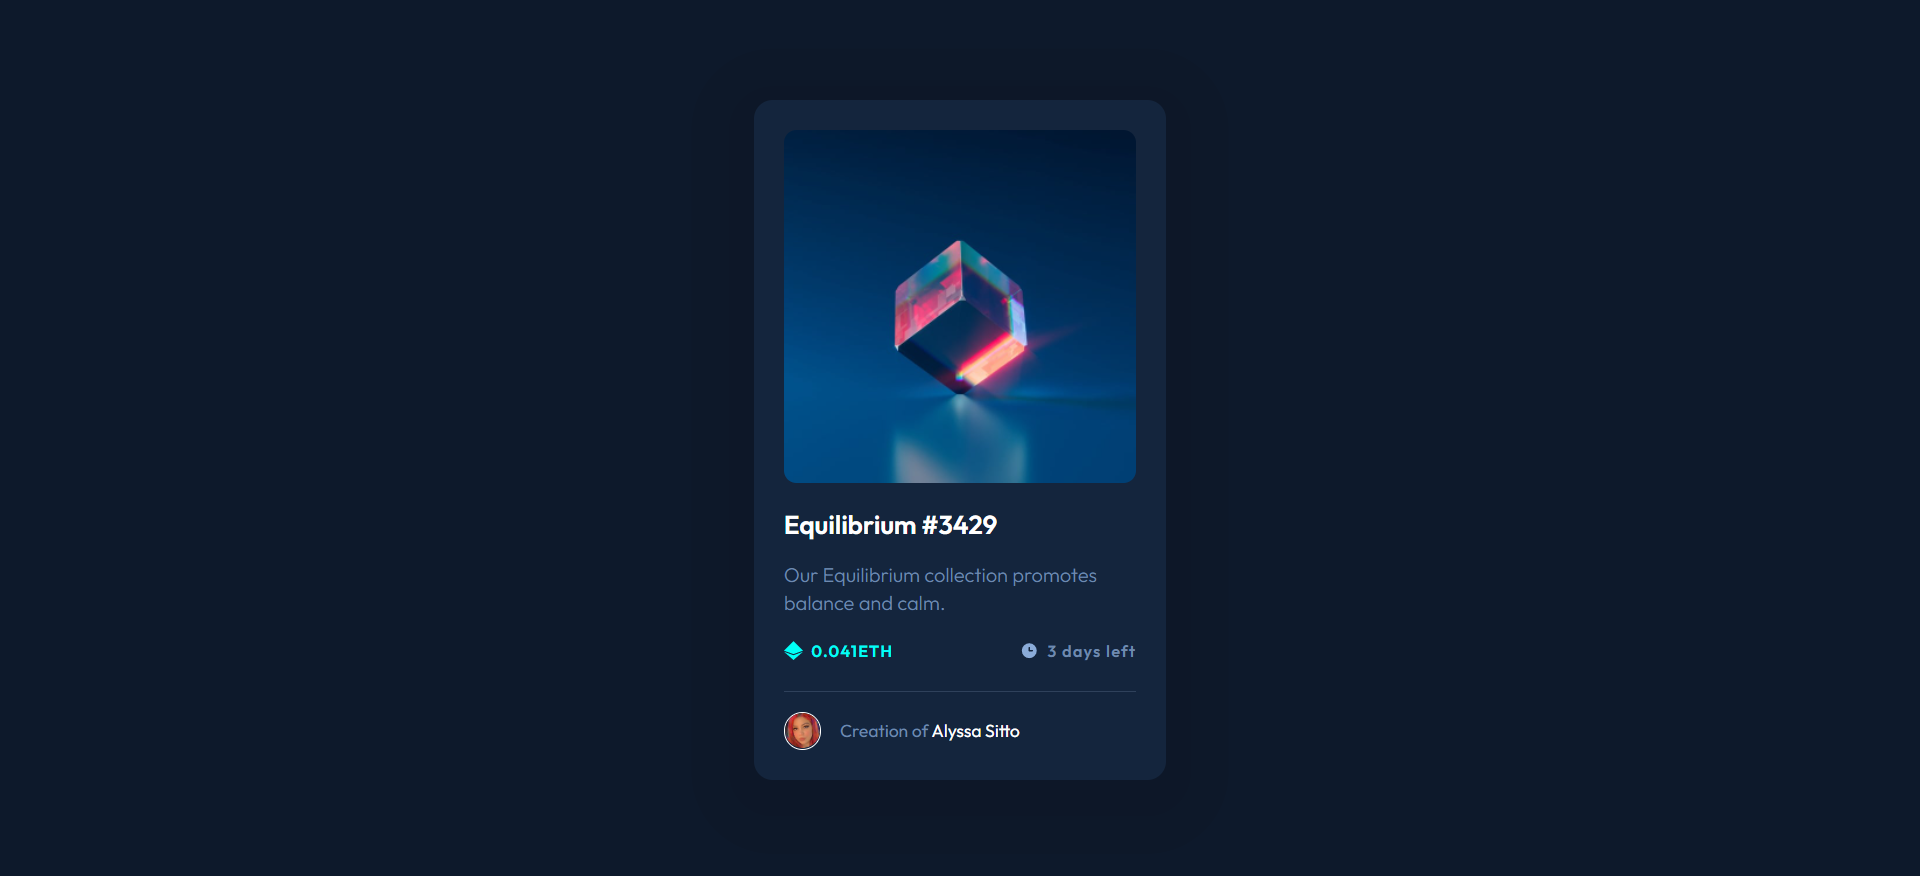 Equilibrium #3429
Our Equilibrium collection promotes
balance and calm.
0.041ETH
3 days left
Creation of Alyssa Sitto